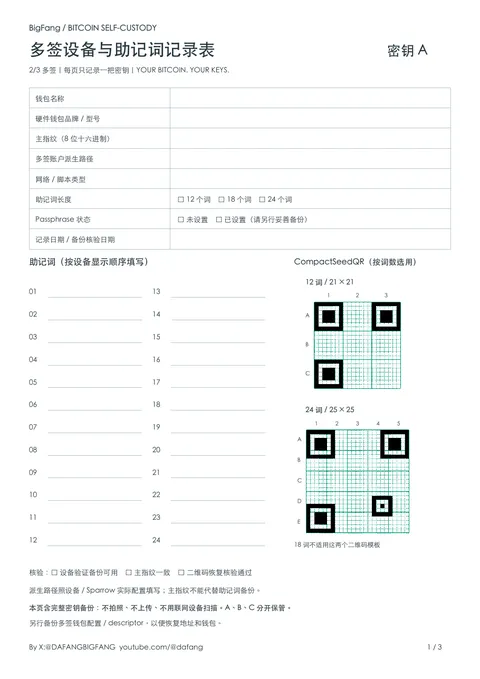 BigFang / BITCOIN SELF-CUSTODY
多签设备与助记词记录表 密钥 A
2/3 多签丨每页只记录一把密钥丨YOUR BITCOIN. YOUR KEYS.
钱包名称
硬件钱包品牌 / 型号
主指纹（8 位十六进制）
多签账户派生路径
网络 / 脚本类型
助记词长度 □ 12 个词 □ 18 个词 □ 24 个词
Passphrase 状态 □ 未设置 □ 已设置（请另行妥善备份）
记录日期 / 备份核验日期
助记词（按设备显示顺序填写）
01 13
02 14
03 15
04 16
05 17
06 18
07 19
08 20
09 21
10 22
11 23
12 24
CompactSeedQR（按词数选用）
12 词 / 21 × 21
1 2 3
A
B
C
24 词 / 25 × 25
1 2 3 4 5
A
B
C
D
E
18 词不适用这两个二维码模板
核验：□ 设备验证备份可用 □ 主指纹一致 □ 二维码恢复核验通过
派生路径照设备 / Sparrow 实际配置填写；主指纹不能代替助记词备份。
本页含完整密钥备份：不拍照、不上传、不用联网设备扫描。A、B、C 分开保管。
另行备份多签钱包配置 / descriptor，以便恢复地址和钱包。
By X:@DAFANGBIGFANG youtube.com/@dafang 1 / 3